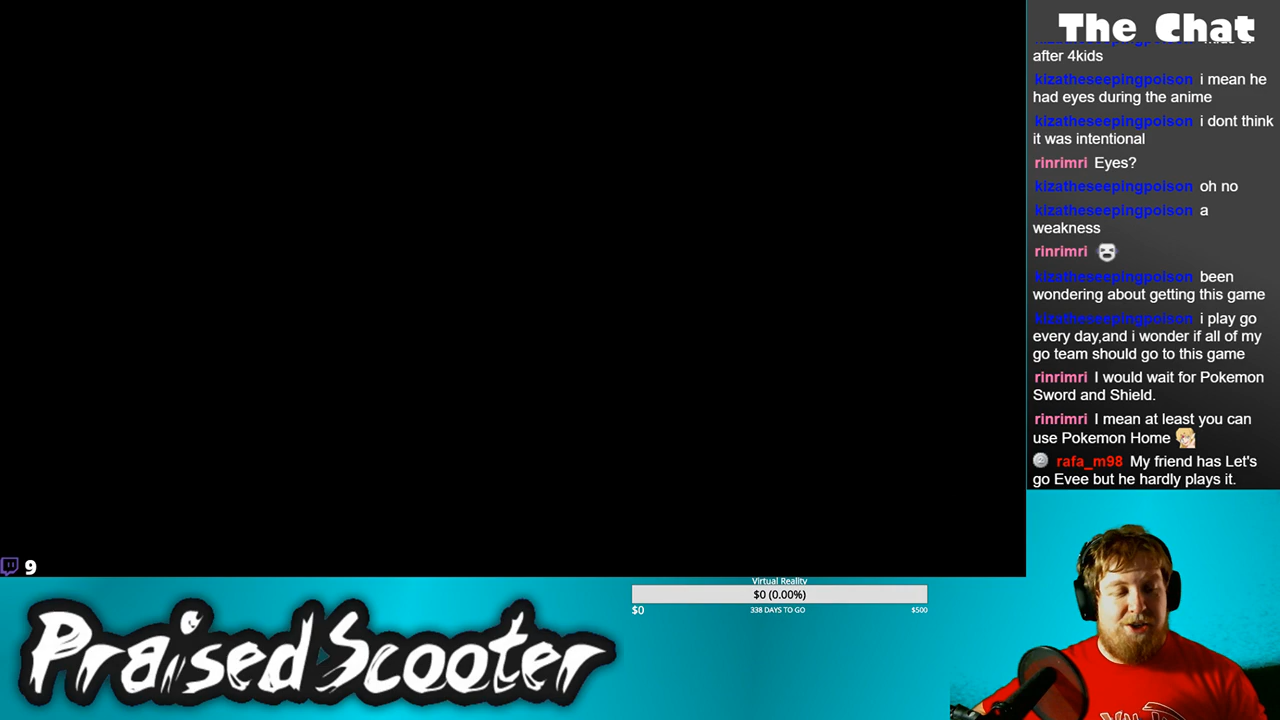 The Chat
after 4kids
kizatheseepingpoison i mean he
had eyes during the anime
kizatheseepingpoison i dont think
it was intentional
rinrimri Eyes?
kizatheseepingpoison oh no
kizatheseepingpoison a
weakness
rinrimri
kizatheseepingpoison been
wondering about getting this game
kizatheseepingpoison i play go
every day,and i wonder if all of my
go team should go to this game
rinrimri I would wait for Pokemon
Sword and Shield.
rinrimri I mean at least you can
use Pokemon Home
rafa_m98 My friend has Let's
go Evee but he hardly plays it.
9
Virtual Reality
$0 (0.00%)
$0 338 DAYS TO GO $500
PraisedScooter